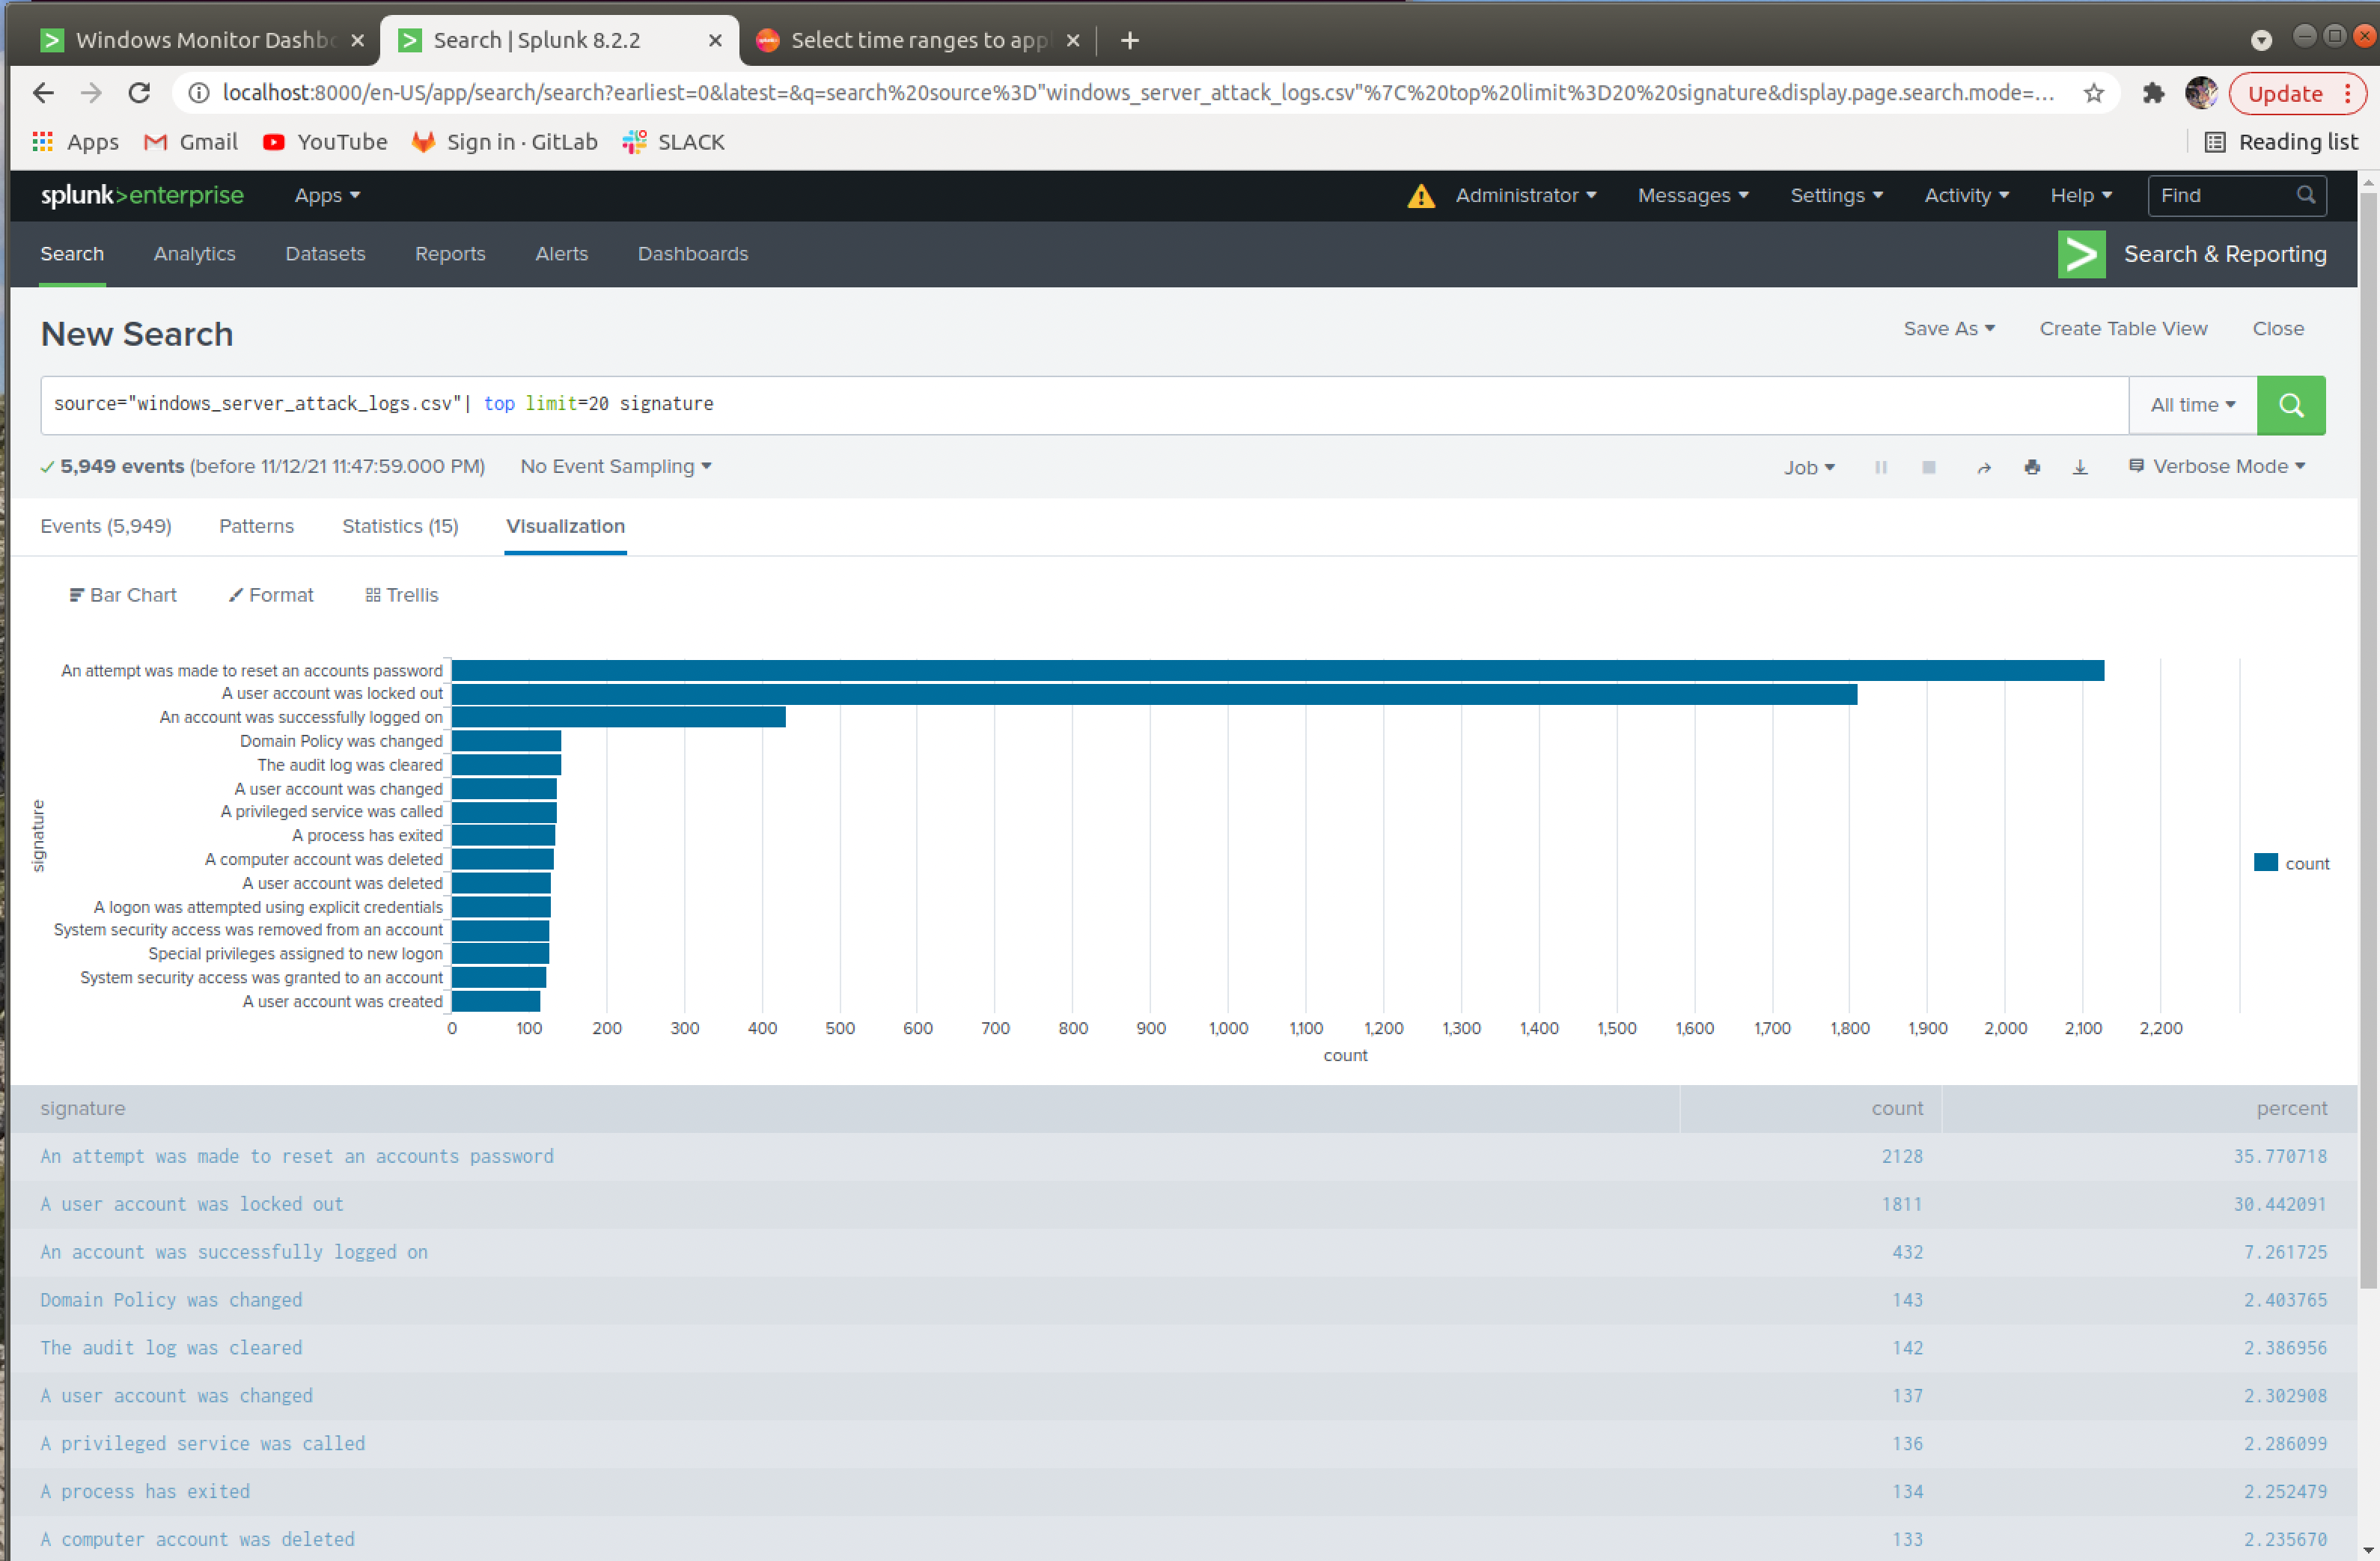 Windows Monitor Dashbo
Search | Splunk 8.2.2
Select time ranges to appl
localhost:8000/en-US/app/search/search?earliest=0&latest=&q=search%20source%3D"windows_server_attack_logs.csv"%7C%20top%20limit%3D20%20signature&display.page.search.mode=...
Update
Apps
Gmail
YouTube
Sign in · GitLab
SLACK
Reading list
splunk>enterprise
Apps
Administrator
Messages
Settings
Activity
Help
Find
Search
Analytics
Datasets
Reports
Alerts
Dashboards
Search & Reporting
New Search
Save As
Create Table View
Close
source="windows_server_attack_logs.csv"| top limit=20 signature
All time
5,949 events (before 11/12/21 11:47:59.000 PM)
No Event Sampling
Job
Verbose Mode
Events (5,949)
Patterns
Statistics (15)
Visualization
Bar Chart
Format
Trellis
An attempt was made to reset an accounts password
A user account was locked out
An account was successfully logged on
Domain Policy was changed
The audit log was cleared
A user account was changed
A privileged service was called
A process has exited
A computer account was deleted
A user account was deleted
A logon was attempted using explicit credentials
System security access was removed from an account
Special privileges assigned to new logon
System security access was granted to an account
A user account was created
signature
0 100 200 300 400 500 600 700 800 900 1,000 1,100 1,200 1,300 1,400 1,500 1,600 1,700 1,800 1,900 2,000 2,100 2,200
count
count
signature count percent
An attempt was made to reset an accounts password 2128 35.770718
A user account was locked out 1811 30.442091
An account was successfully logged on 432 7.261725
Domain Policy was changed 143 2.403765
The audit log was cleared 142 2.386956
A user account was changed 137 2.302908
A privileged service was called 136 2.286099
A process has exited 134 2.252479
A computer account was deleted 133 2.235670